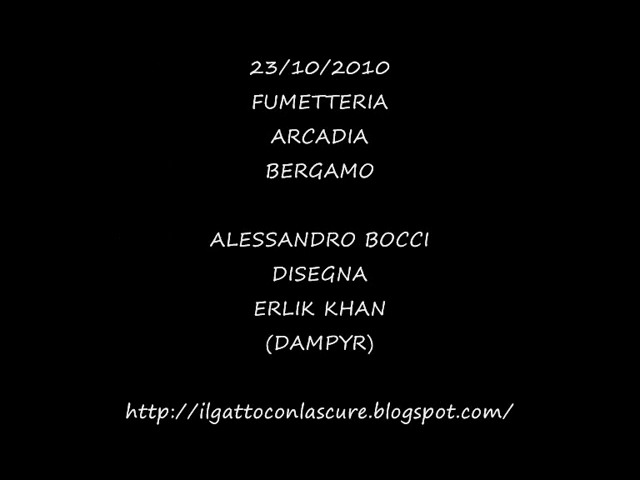 23/10/2010
FUMETTERIA
ARCADIA
BERGAMO
ALESSANDRO BOCCI
DISEGNA
ERLIK KHAN
(DAMPYR)
http://ilgattoconlascure.blogspot.com/